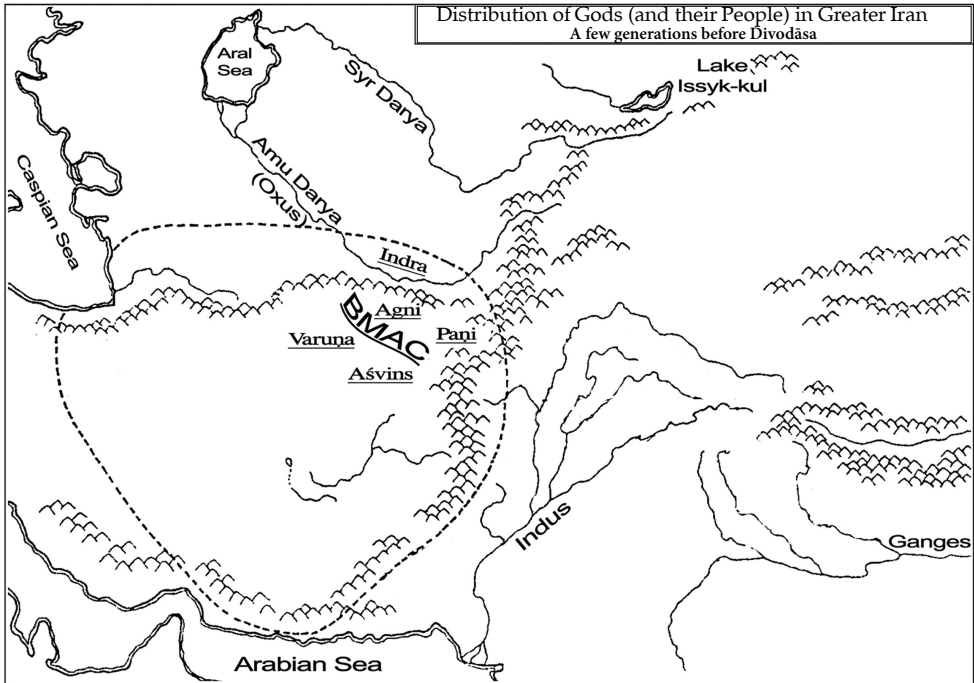 Distribution of Gods (and their People) in Greater Iran
A few generations before Divodāsa
Aral
Sea
Lake
Issyk-kul
Syr Darya
Amu Darya
(Oxus)
Caspian Sea
Indra
Agni
BMAC
Varuṇa
Paṇi
Aśvins
Indus
Ganges
Arabian Sea